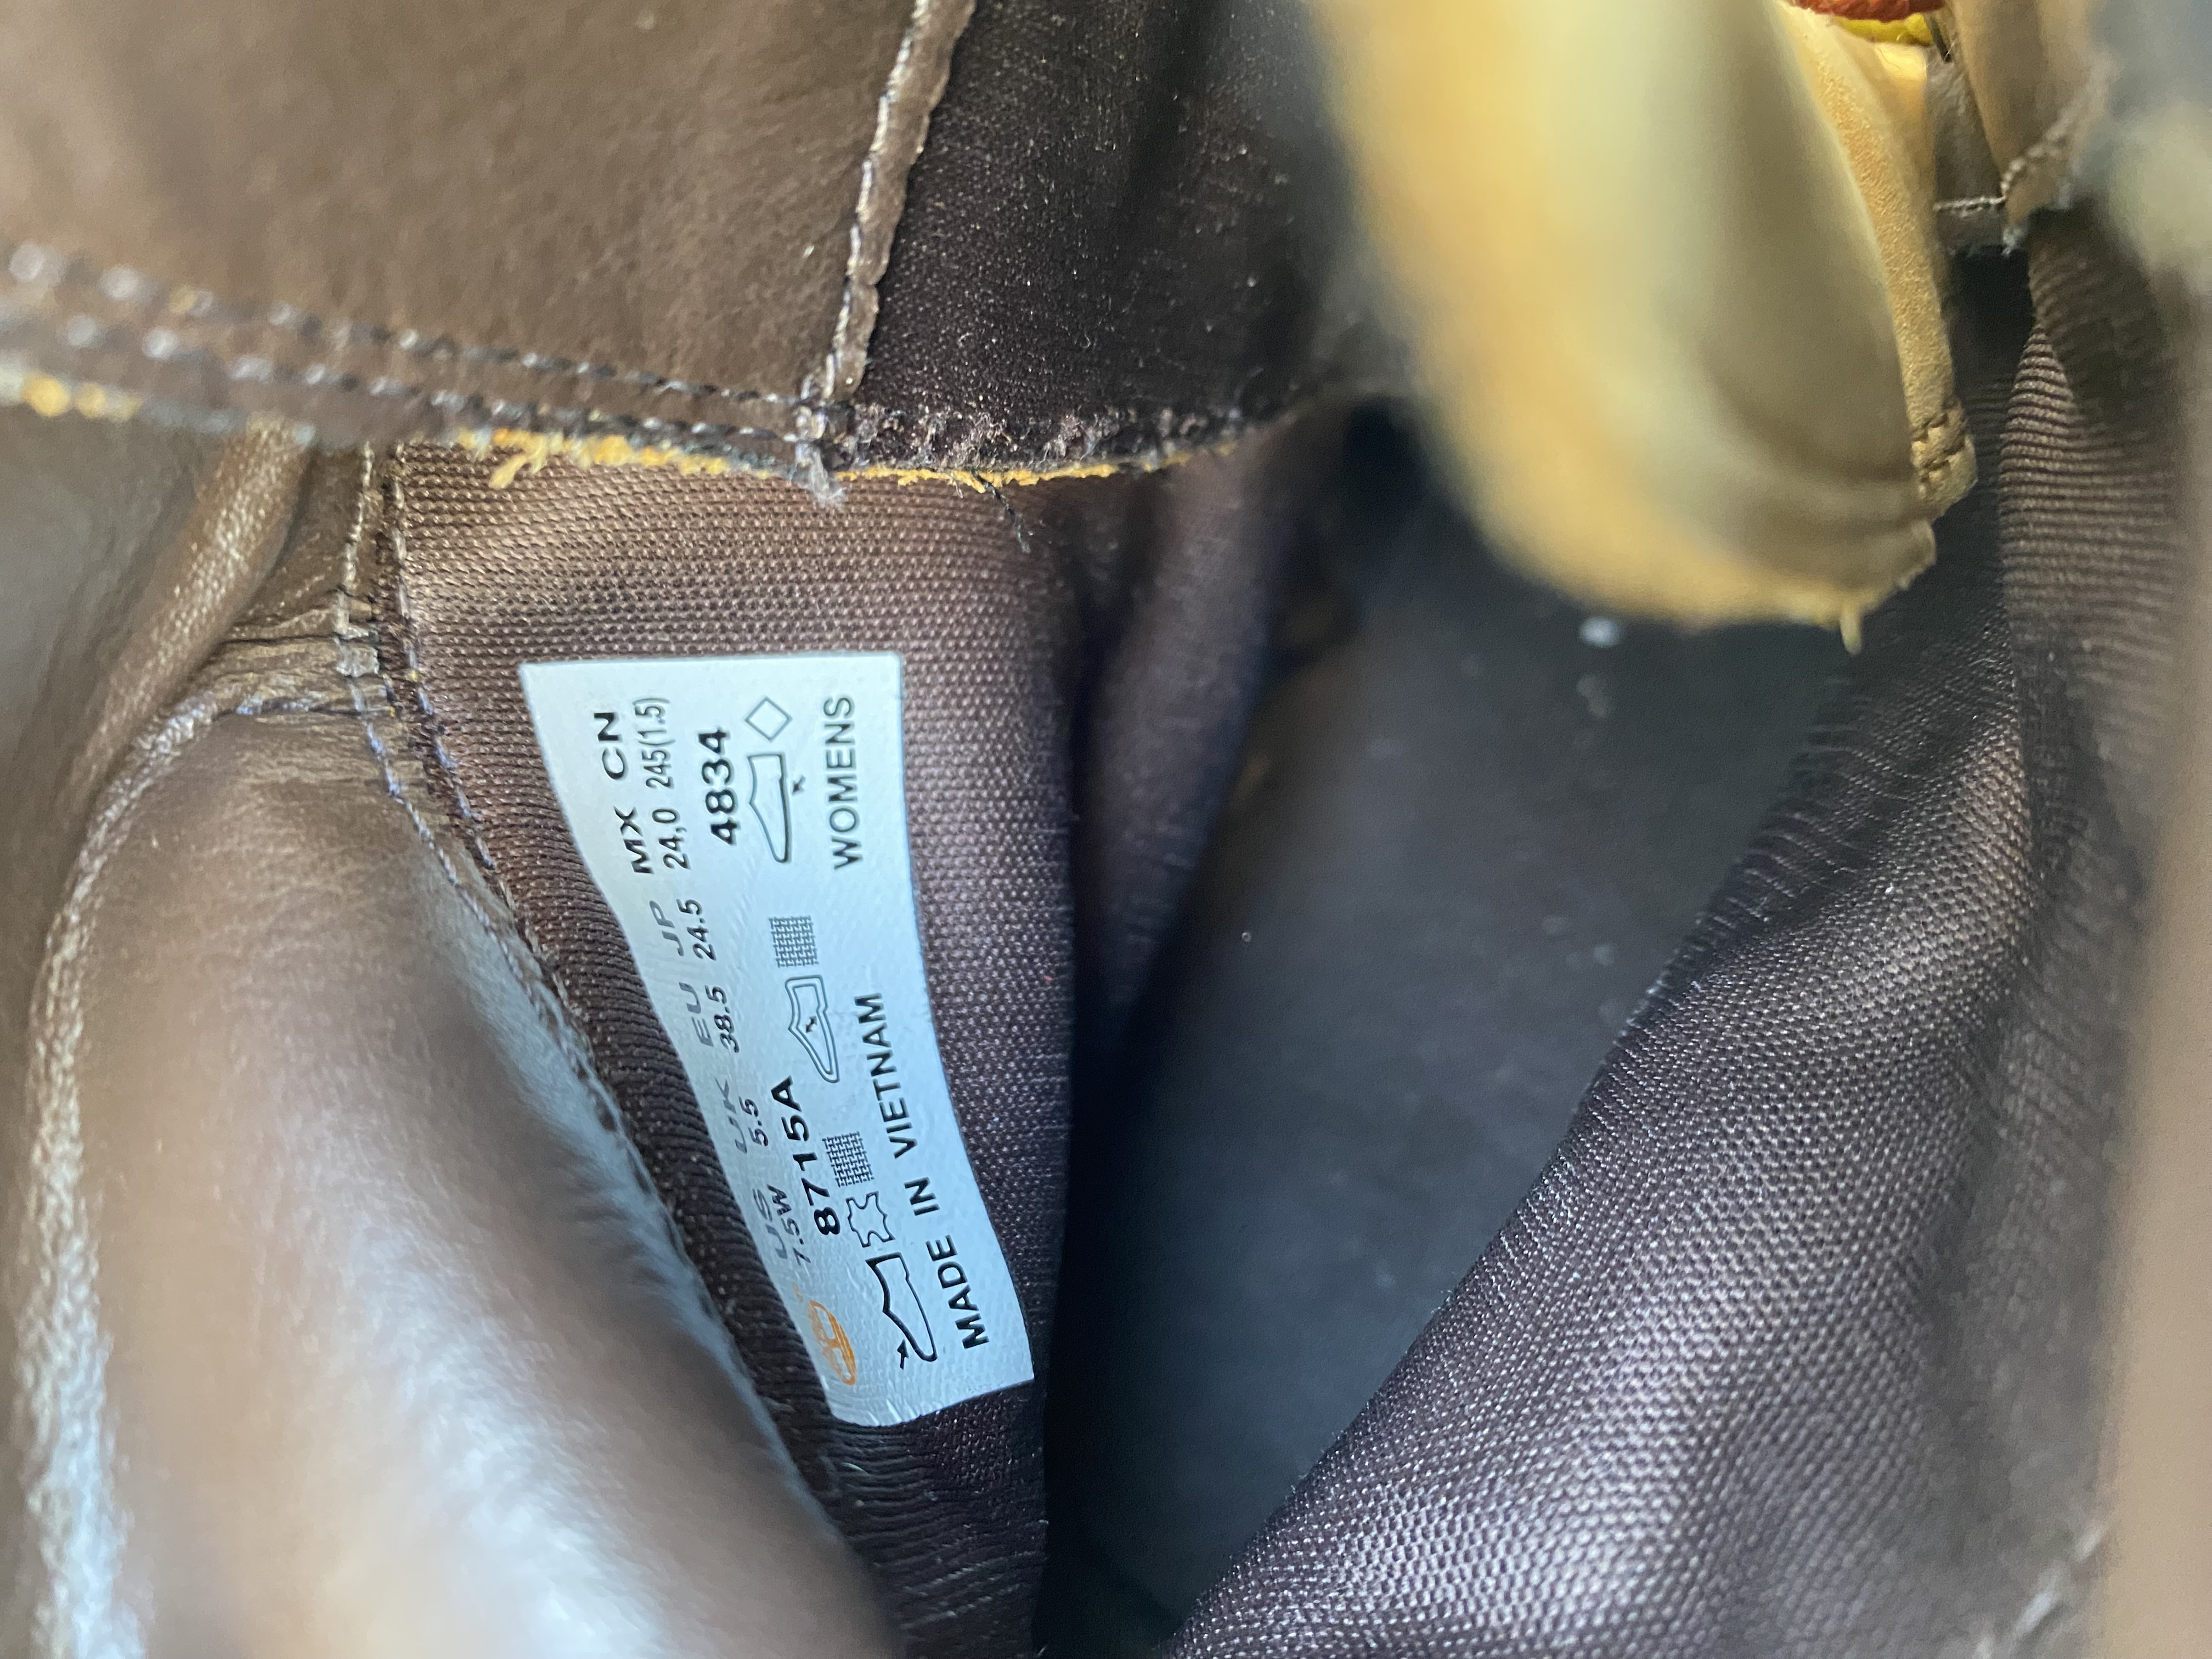 US UK EU JP MX CN
7.5W 5.5 38.5 24.5 24,0 245(1.5)
8715A 4834
MADE IN VIETNAM WOMENS